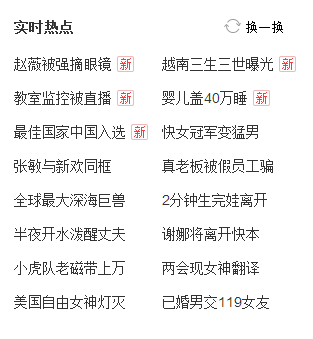 实时热点 换一换
赵薇被强摘眼镜 新 越南三生三世曝光 新
教室监控被直播 新 婴儿盖40万睡 新
最佳国家中国入选 新 快女冠军变猛男
张敏与新欢同框 真老板被假员工骗
全球最大深海巨兽 2分钟生完娃离开
半夜开水泼醒丈夫 谢娜将离开快本
小虎队老磁带上万 两会现女神翻译
美国自由女神灯灭 已婚男交119女友